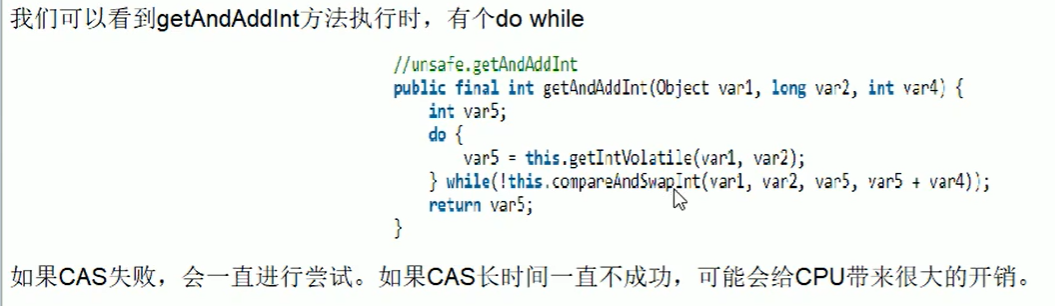 我们可以看到getAndAddInt方法执行时，有个do while
//unsafe.getAndAddInt
public final int getAndAddInt(Object var1, long var2, int var4) {
int var5;
do {
var5 = this.getIntVolatile(var1, var2);
} while(!this.compareAndSwapInt(var1, var2, var5, var5 + var4));
return var5;
}
如果CAS失败，会一直进行尝试。如果CAS长时间一直不成功，可能会给CPU带来很大的开销。